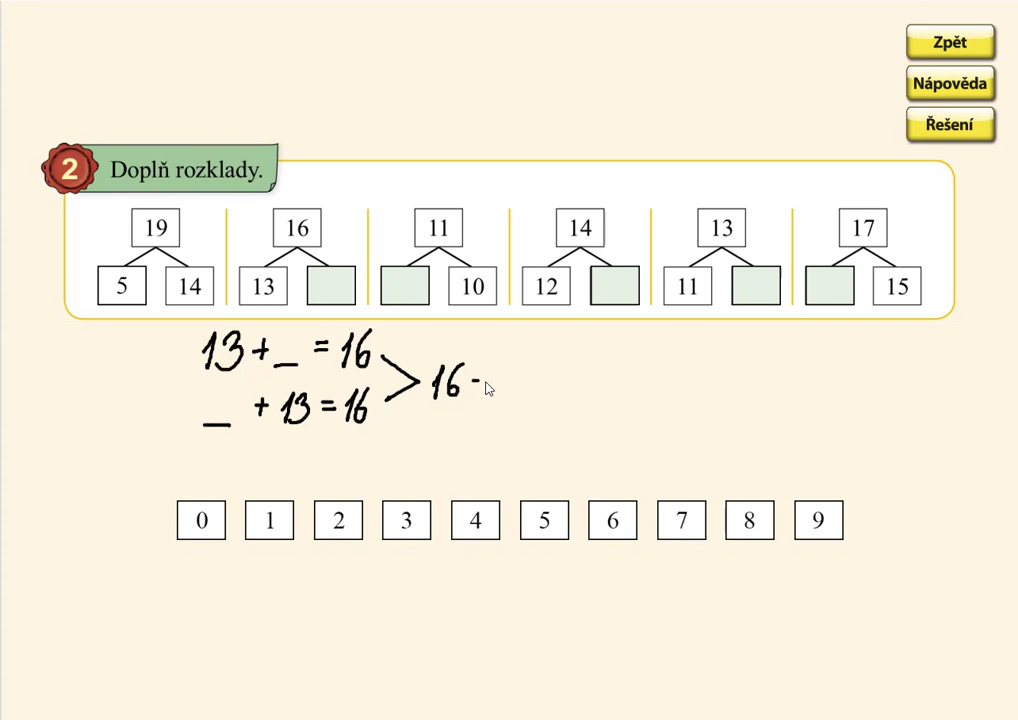 Zpět
Nápověda
Řešení
2 Doplň rozklady.
19 16 11 14 13 17
5 14 13 10 12 11 15
13 + _ = 16
_ + 13 = 16 > 16 -
0 1 2 3 4 5 6 7 8 9